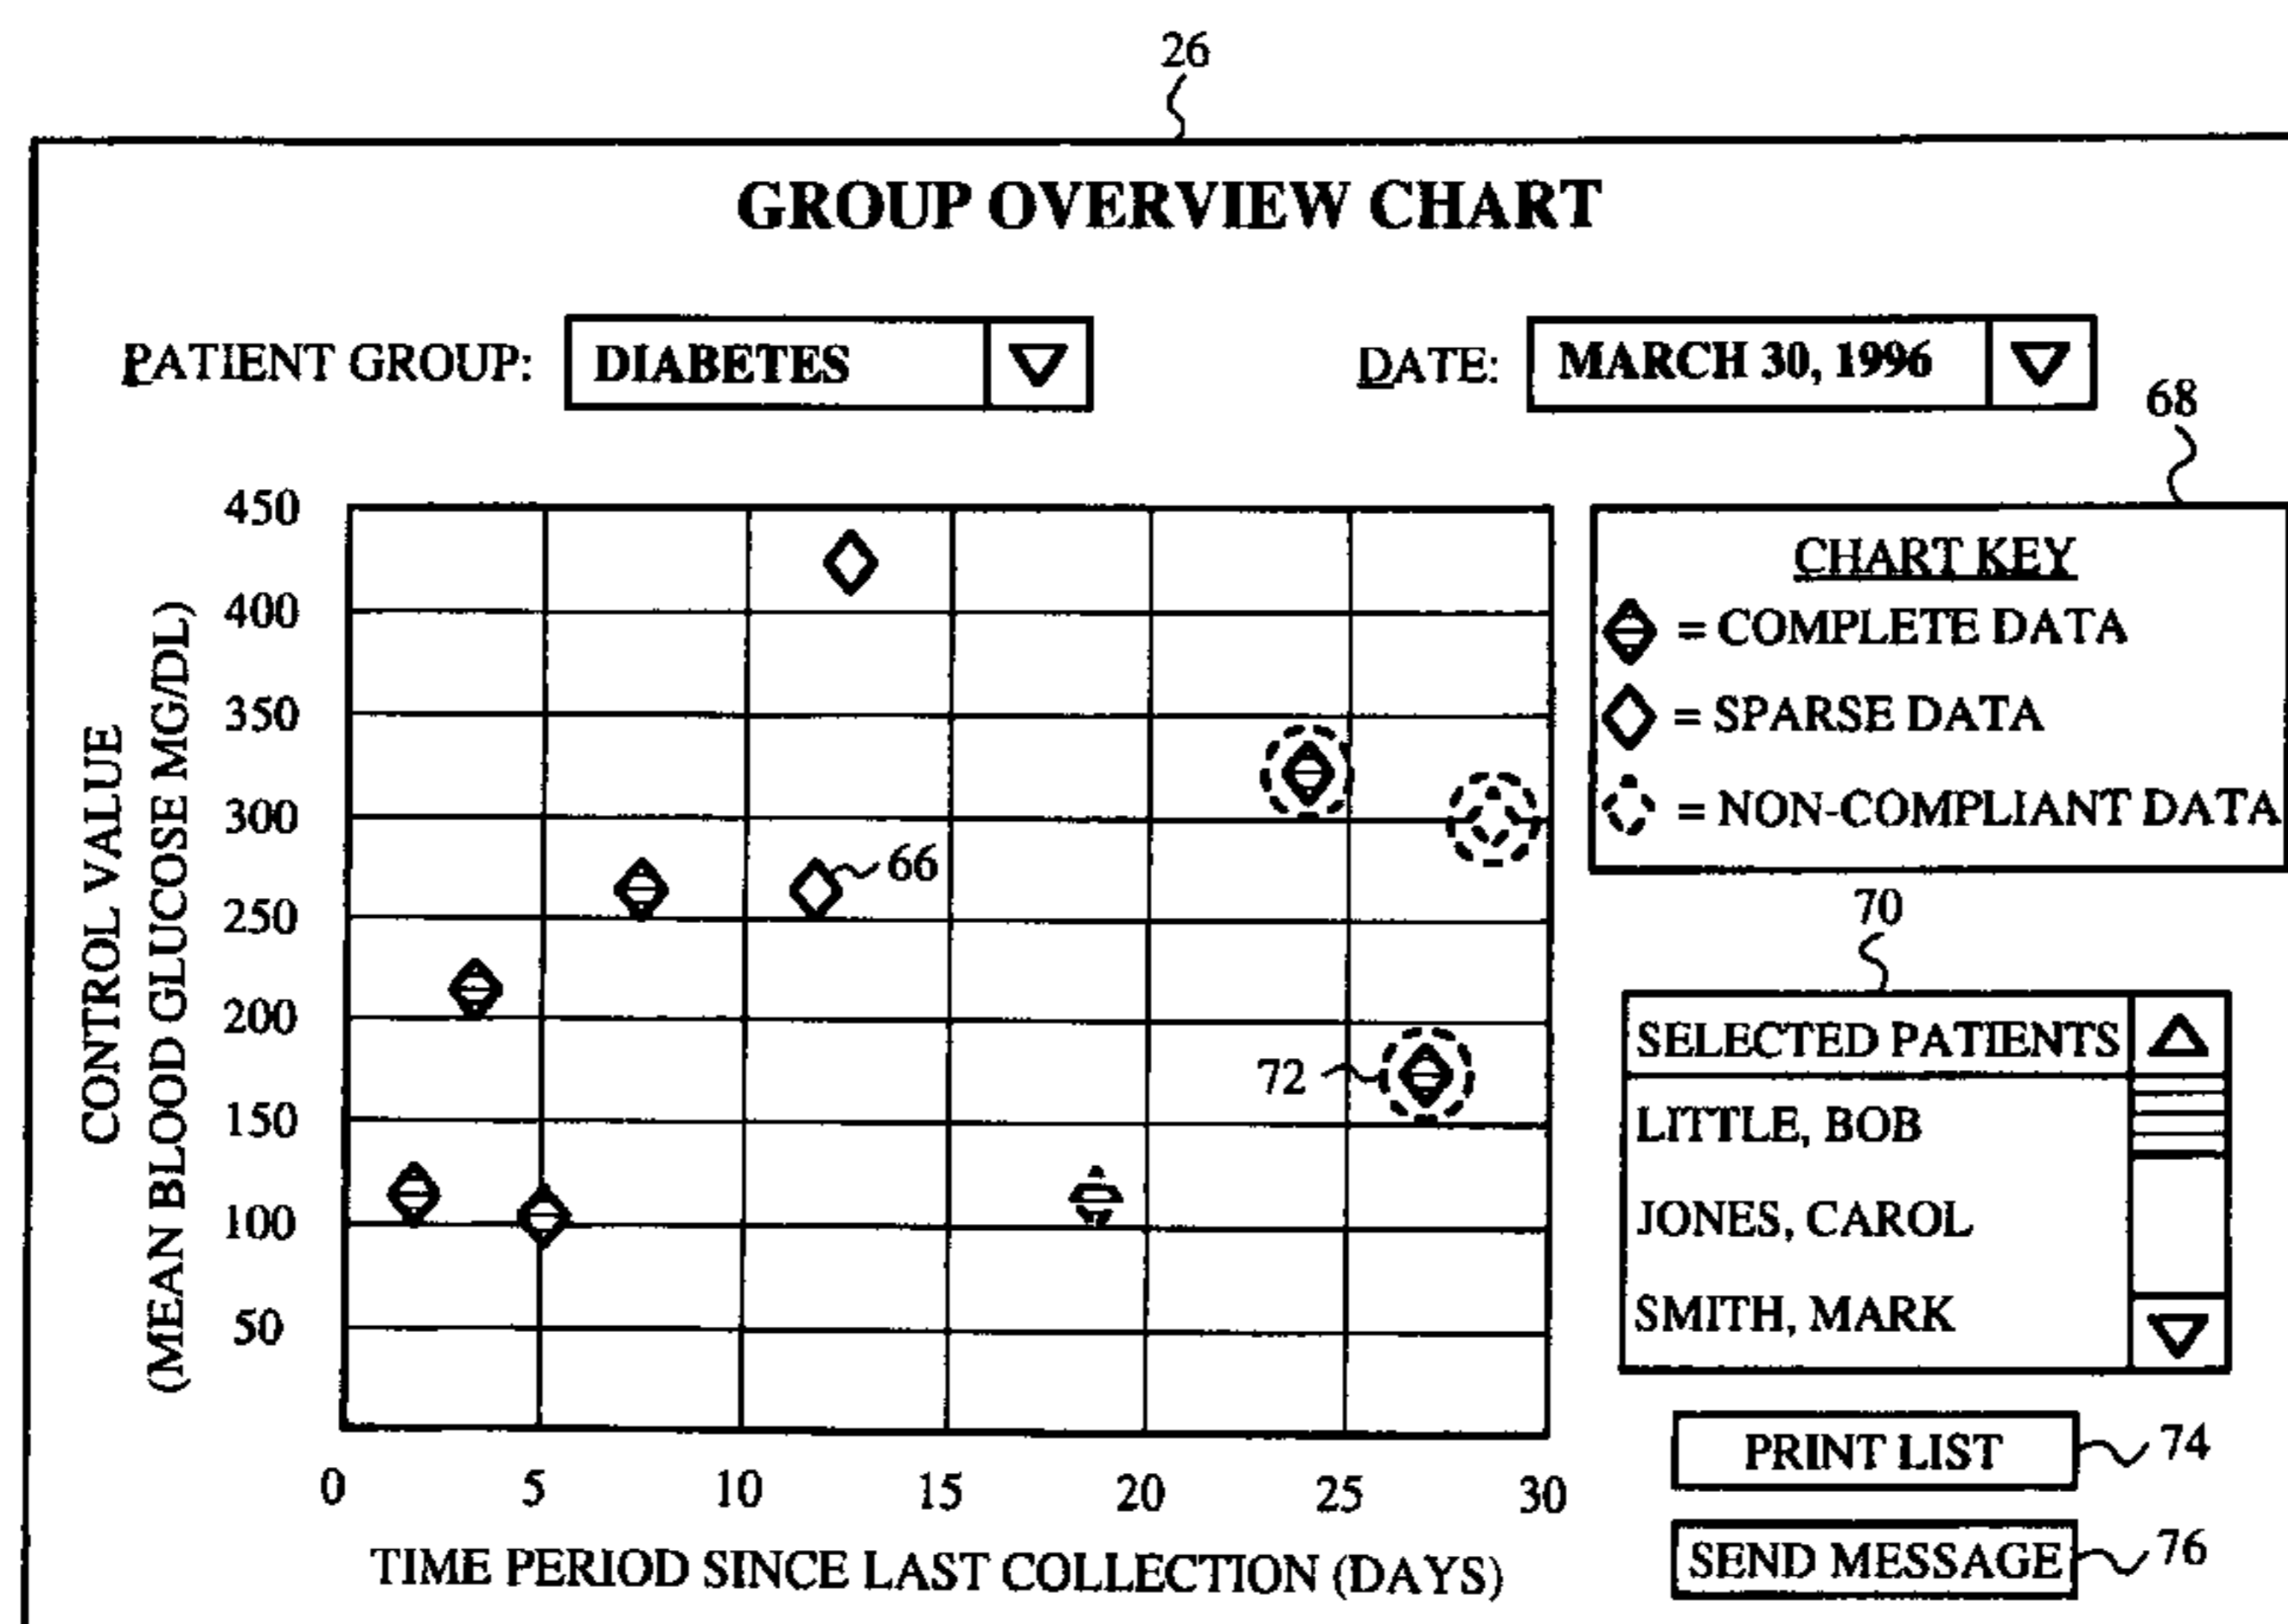 26
GROUP OVERVIEW CHART
PATIENT GROUP: DIABETES
DATE: MARCH 30, 1996
68
CONTROL VALUE
(MEAN BLOOD GLUCOSE MG/DL)
450
400
350
300
250
200
150
100
50
66
72
0 5 10 15 20 25 30
TIME PERIOD SINCE LAST COLLECTION (DAYS)
CHART KEY
= COMPLETE DATA
= SPARSE DATA
= NON-COMPLIANT DATA
70
SELECTED PATIENTS
LITTLE, BOB
JONES, CAROL
SMITH, MARK
PRINT LIST 74
SEND MESSAGE 76